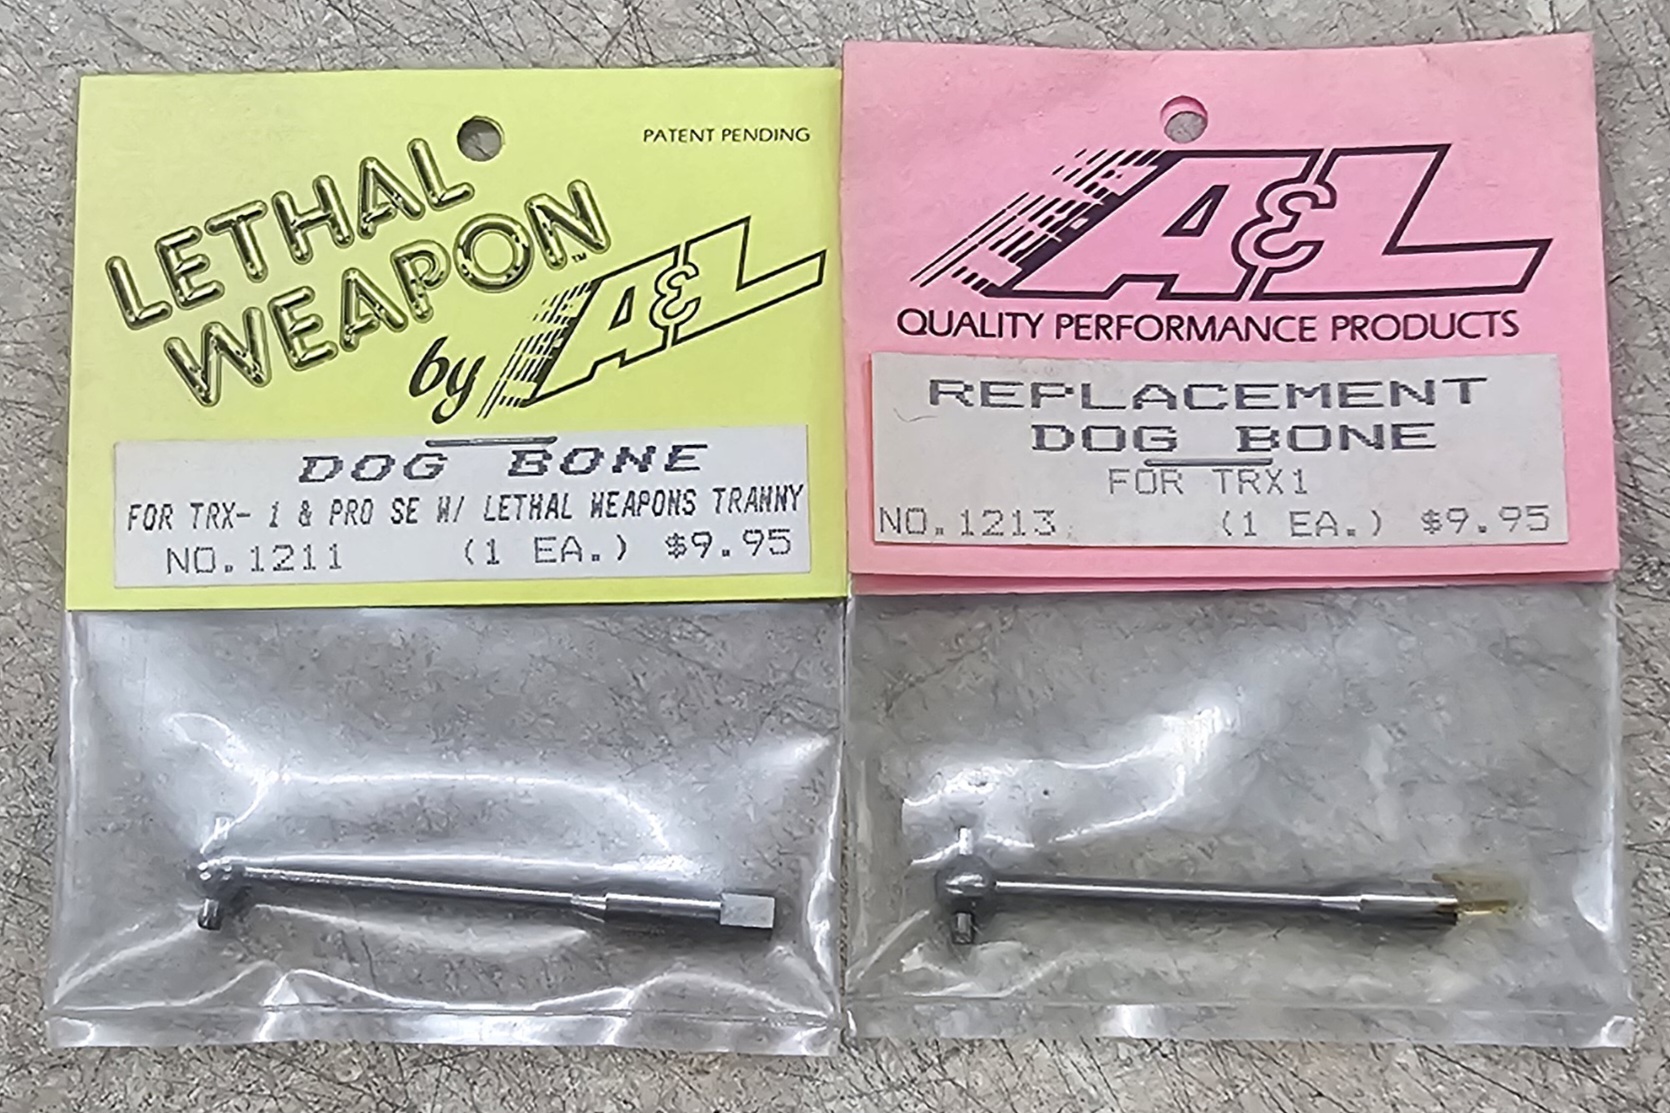 PATENT PENDING
LETHAL
WEAPON™
by A&L
DOG BONE
FOR TRX- 1 & PRO SE W/ LETHAL WEAPONS TRANNY
NO.1211 (1 EA.) $9.95
A&L
QUALITY PERFORMANCE PRODUCTS
REPLACEMENT
DOG BONE
FOR TRX1
NO.1213 (1 EA.) $9.95